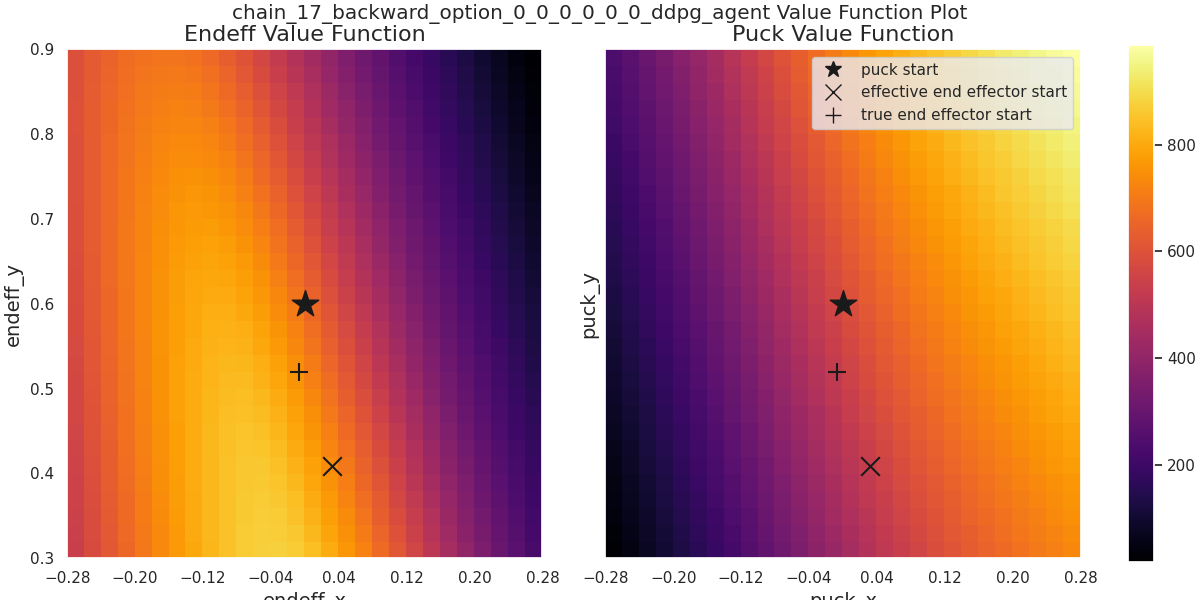 chain_17_backward_option_0_0_0_0_0_0_ddpg_agent Value Function Plot
Endeff Value Function
Puck Value Function
puck start
effective end effector start
true end effector start
endeff_y
0.9
0.8
0.7
0.6
0.5
0.4
0.3
−0.28 −0.20 −0.12 −0.04 0.04 0.12 0.20 0.28
endeff_x
puck_y
−0.28 −0.20 −0.12 −0.04 0.04 0.12 0.20 0.28
puck_x
800
600
400
200